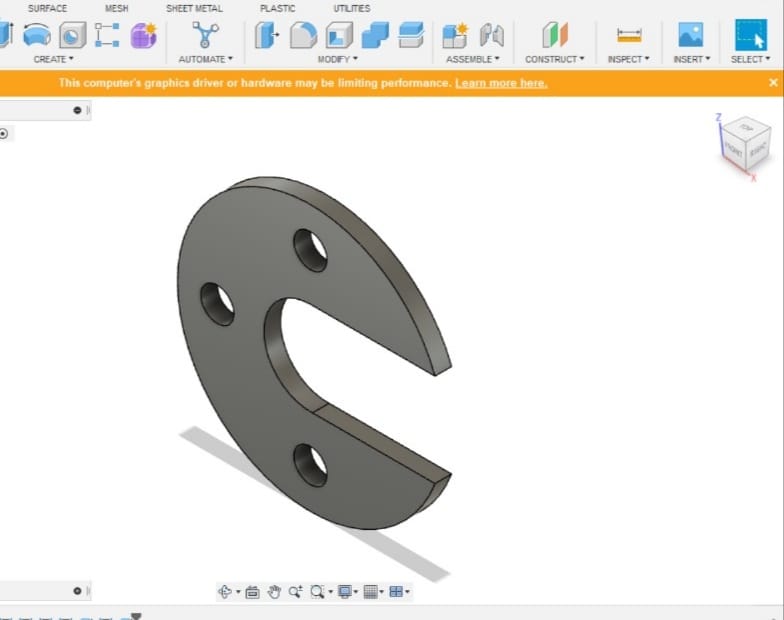 SURFACE MESH SHEET METAL PLASTIC UTILITIES
CREATE AUTOMATE MODIFY ASSEMBLE CONSTRUCT INSPECT INSERT SELECT
This computer's graphics driver or hardware may be limiting performance. Learn more here.
Z
TOP
FRONT RIGHT
X